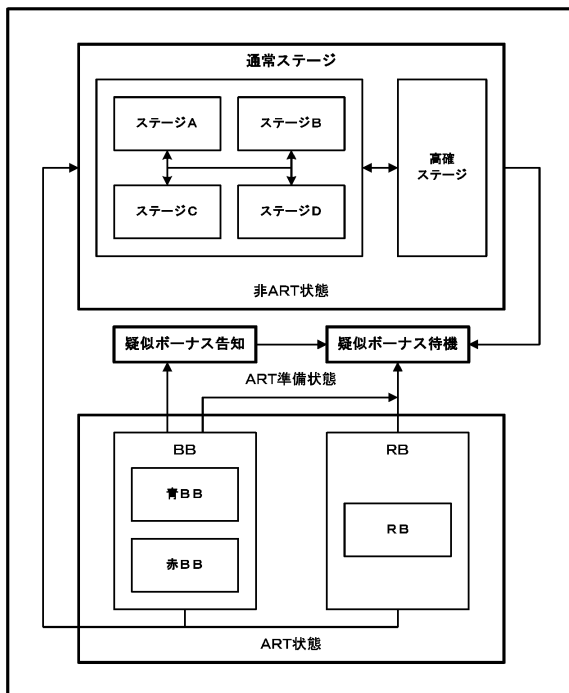 通常ステージ
ステージA
ステージB
ステージC
ステージD
高確
ステージ
非ART状態
疑似ボーナス告知
疑似ボーナス待機
ART準備状態
BB
RB
青BB
赤BB
RB
ART状態